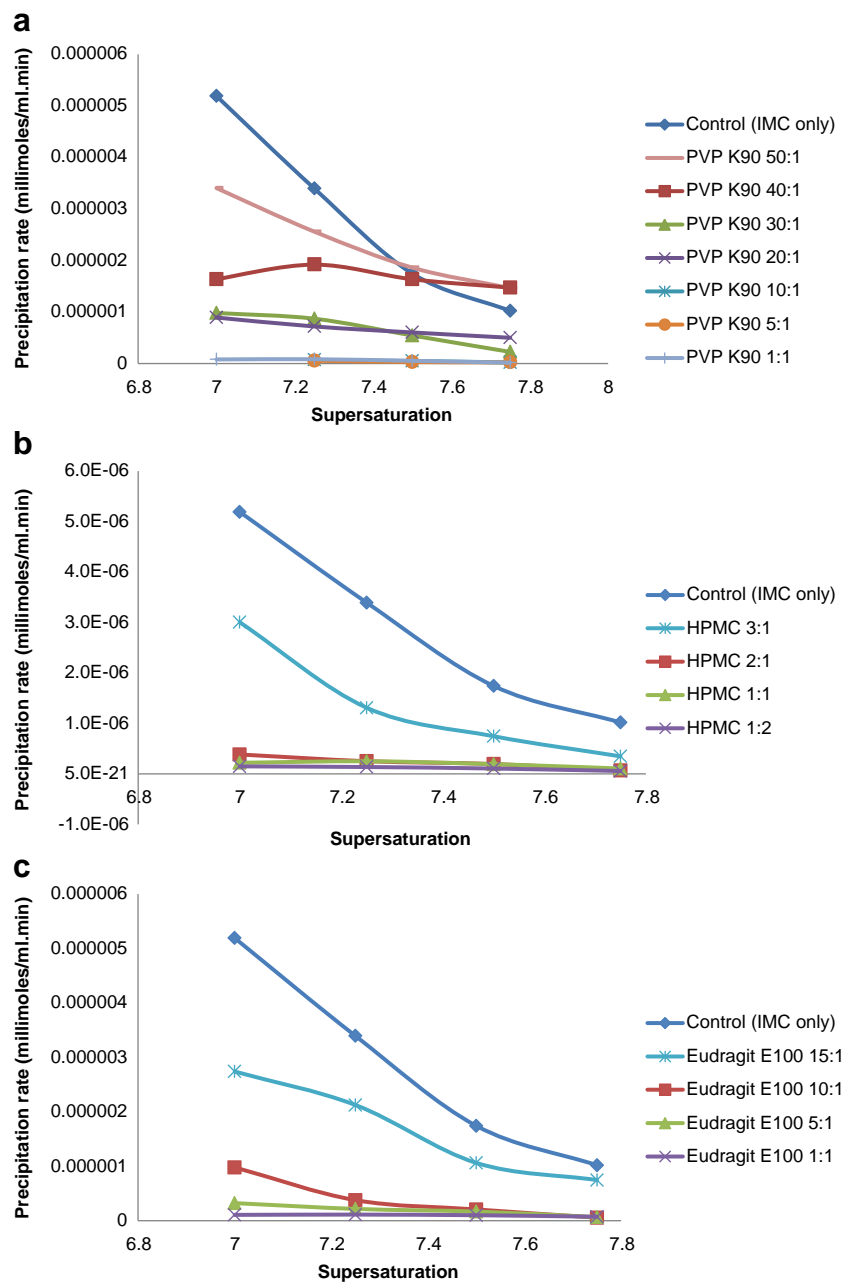 a
0.000006
0.000005
0.000004
0.000003
0.000002
0.000001
0
6.8 7 7.2 7.4 7.6 7.8 8
Precipitation rate (millimoles/ml.min)
Supersaturation
Control (IMC only)
PVP K90 50:1
PVP K90 40:1
PVP K90 30:1
PVP K90 20:1
PVP K90 10:1
PVP K90 5:1
PVP K90 1:1
b
6.0E-06
5.0E-06
4.0E-06
3.0E-06
2.0E-06
1.0E-06
5.0E-21
-1.0E-06
6.8 7 7.2 7.4 7.6 7.8
Precipitation rate (millimoles/ml.min)
Supersaturation
Control (IMC only)
HPMC 3:1
HPMC 2:1
HPMC 1:1
HPMC 1:2
c
0.000006
0.000005
0.000004
0.000003
0.000002
0.000001
0
6.8 7 7.2 7.4 7.6 7.8
Precipitation rate (millimoles/ml.min)
Supersaturation
Control (IMC only)
Eudragit E100 15:1
Eudragit E100 10:1
Eudragit E100 5:1
Eudragit E100 1:1